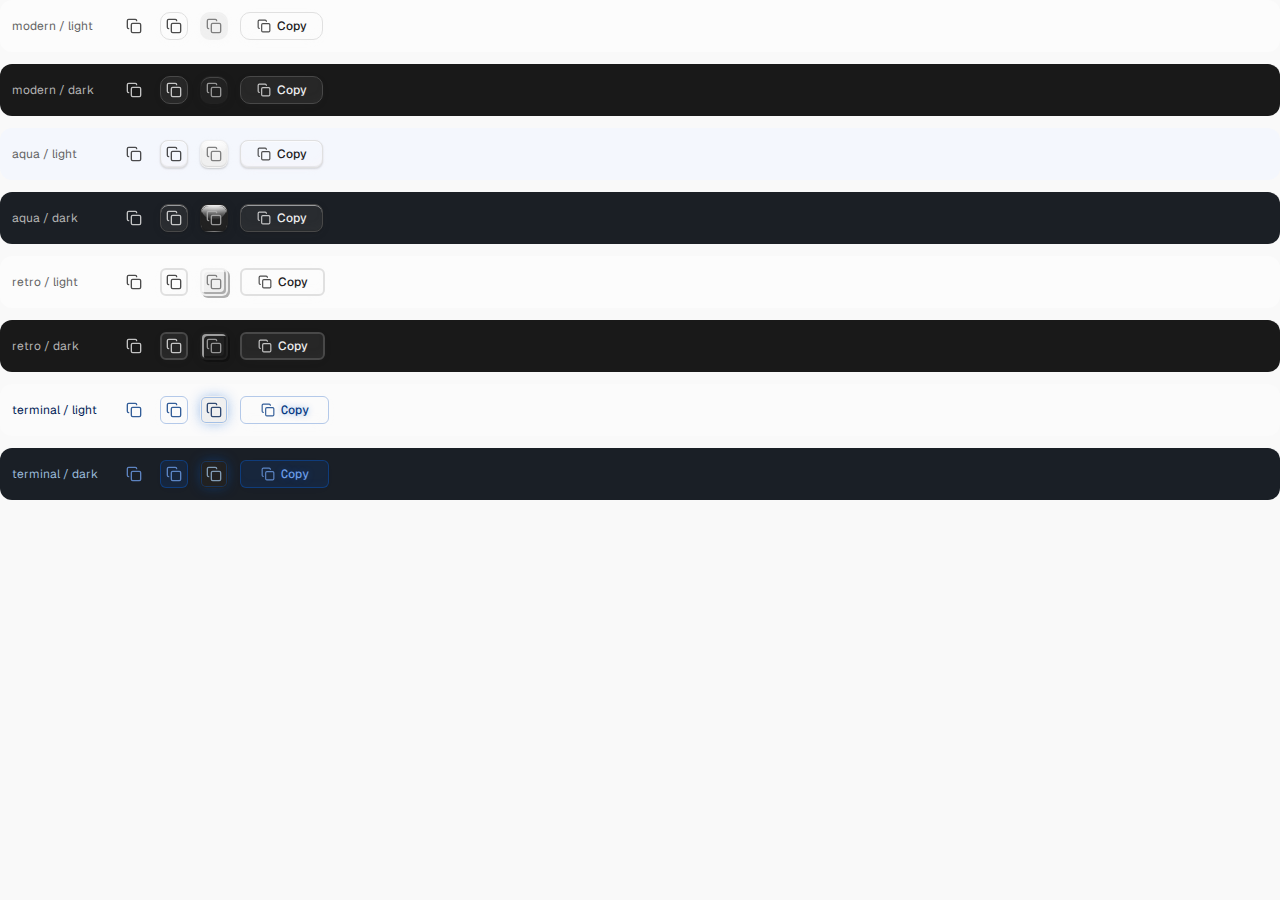 modern / light Copy
modern / dark Copy
aqua / light Copy
aqua / dark Copy
retro / light Copy
retro / dark Copy
terminal / light Copy
terminal / dark Copy